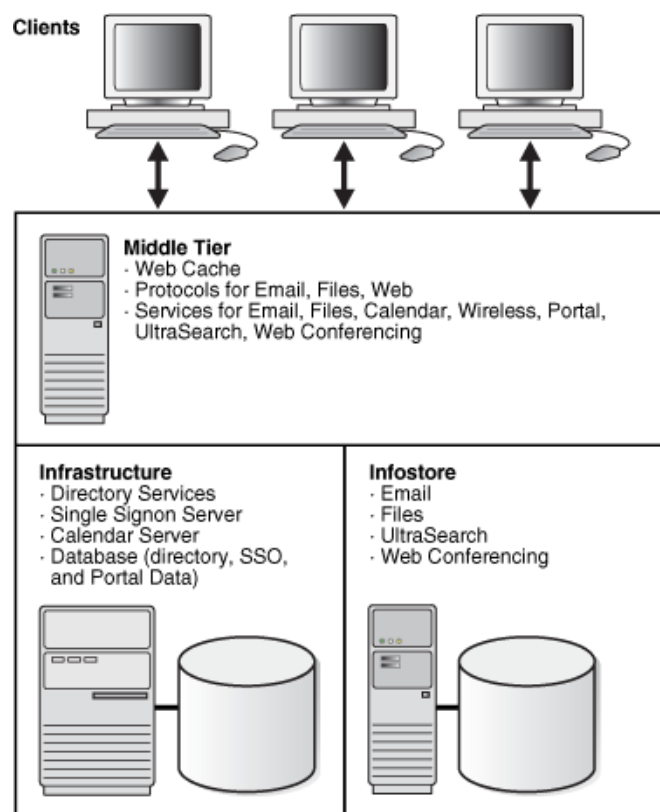 Clients
Middle Tier
· Web Cache
· Protocols for Email, Files, Web
· Services for Email, Files, Calendar, Wireless, Portal,
UltraSearch, Web Conferencing
Infrastructure
· Directory Services
· Single Signon Server
· Calendar Server
· Database (directory, SSO,
and Portal Data)
Infostore
· Email
· Files
· UltraSearch
· Web Conferencing